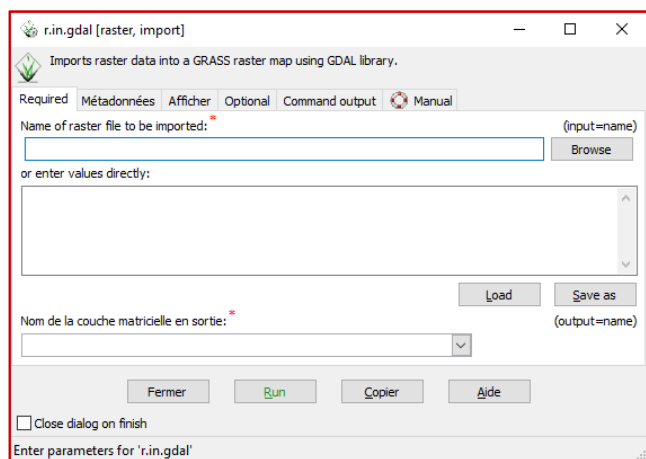 r.in.gdal [raster, import]
Imports raster data into a GRASS raster map using GDAL library.
Required Métadonnées Afficher Optional Command output Manual
Name of raster file to be imported:* (input=name)
Browse
or enter values directly:
Load Save as
Nom de la couche matricielle en sortie:* (output=name)
Fermer Run Copier Aide
Close dialog on finish
Enter parameters for 'r.in.gdal'